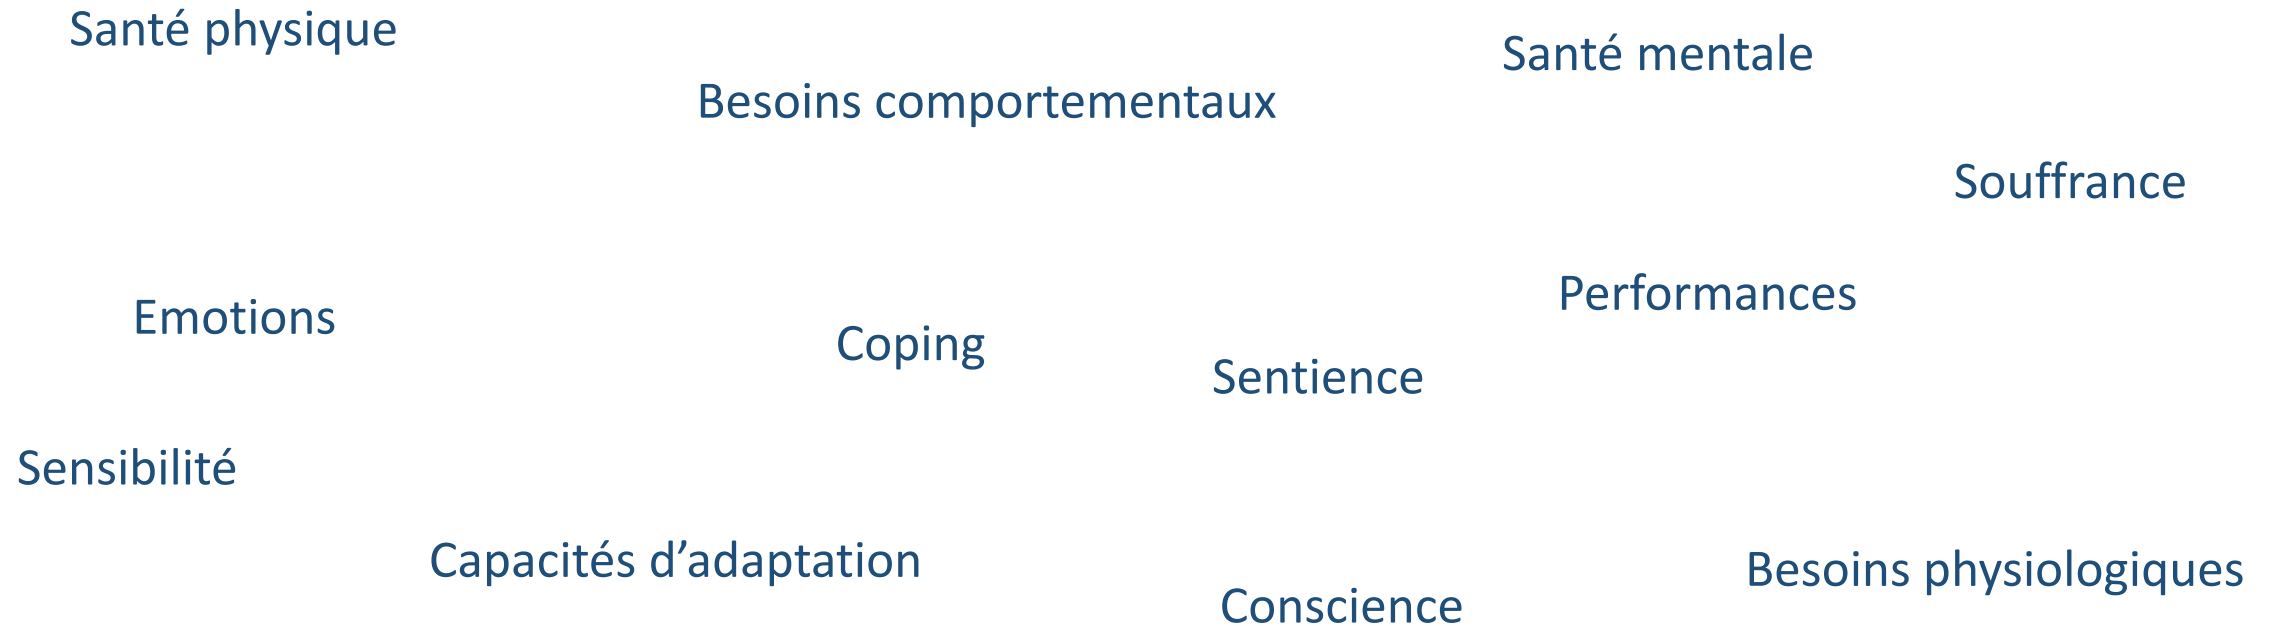 Santé physique
Santé mentale
Besoins comportementaux
Souffrance
Performances
Emotions
Coping
Sentience
Sensibilité
Capacités d’adaptation
Besoins physiologiques
Conscience